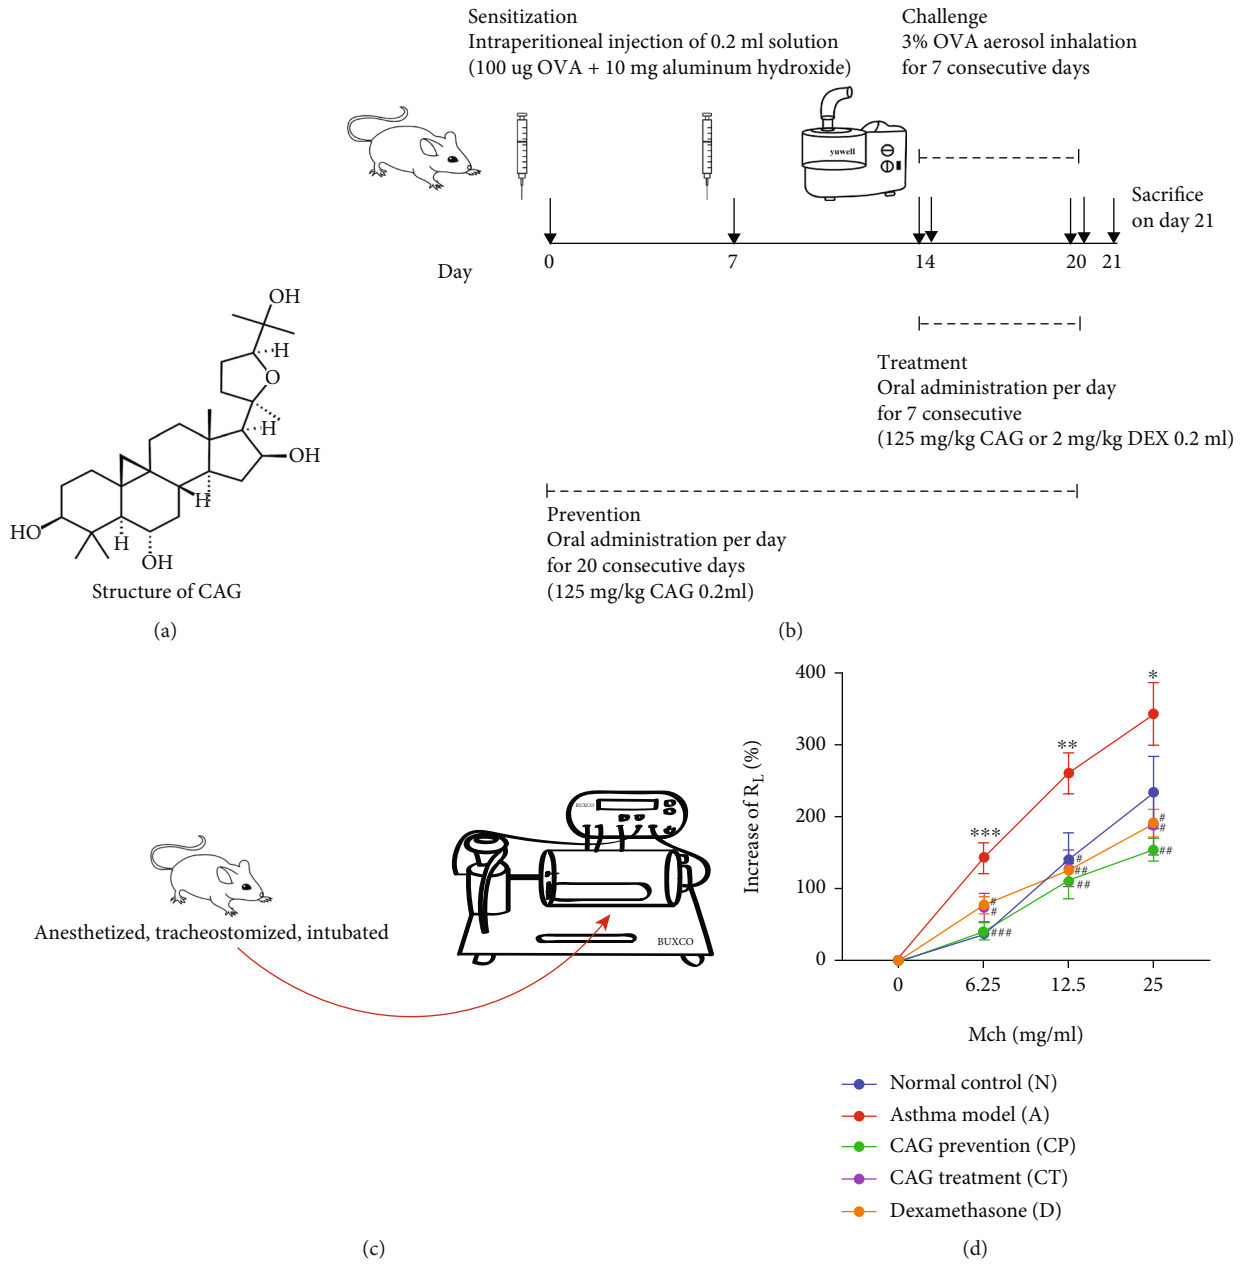 Sensitization
Intraperitioneal injection of 0.2 ml solution
(100 ug OVA + 10 mg aluminum hydroxide)
Challenge
3% OVA aerosol inhalation
for 7 consecutive days
yuwell
Sacrifice
on day 21
Day
0
7
14
20
21
Treatment
Oral administration per day
for 7 consecutive
(125 mg/kg CAG or 2 mg/kg DEX 0.2 ml)
Prevention
Oral administration per day
for 20 consecutive days
(125 mg/kg CAG 0.2ml)
OH
H
O
H
OH
H
HO
H
OH
Structure of CAG
(a)
(b)
BUXCO
BUXCO
Anesthetized, tracheostomized, intubated
(c)
400
300
200
100
0
Increase of R_L (%)
***
**
*
#
#
###
#
##
##
#
#
##
0
6.25
12.5
25
Mch (mg/ml)
Normal control (N)
Asthma model (A)
CAG prevention (CP)
CAG treatment (CT)
Dexamethasone (D)
(d)